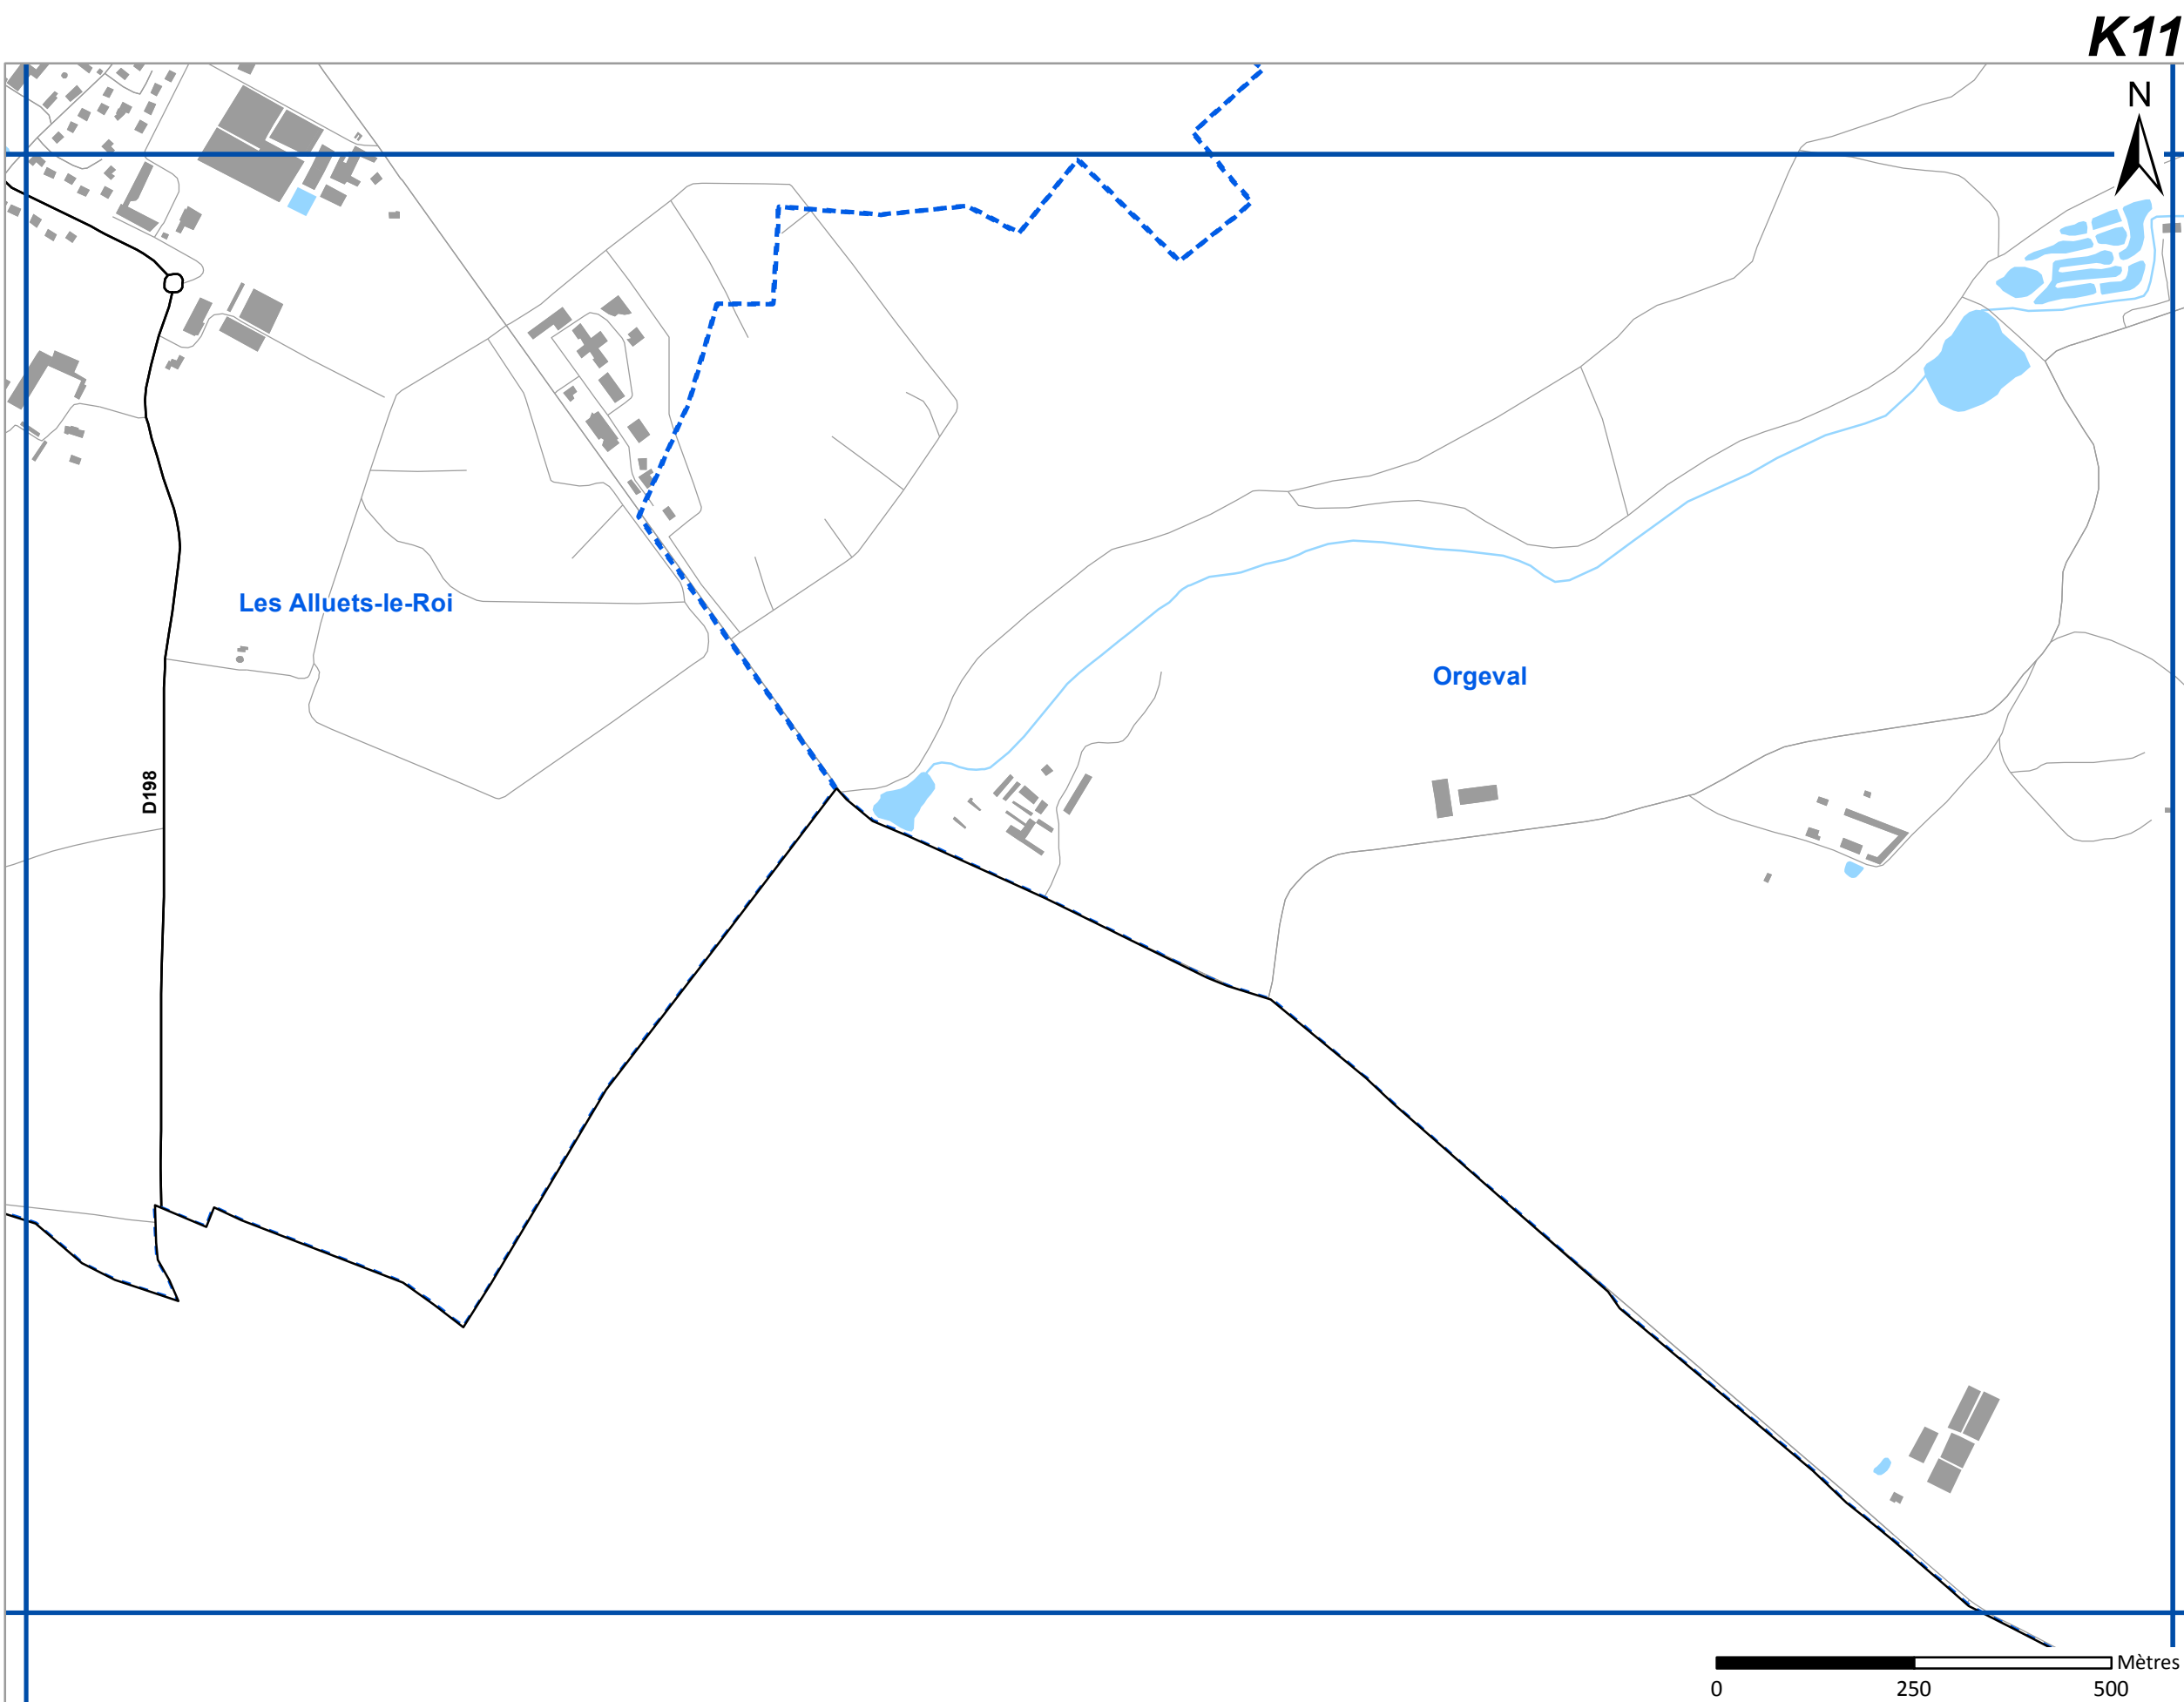 K11
N
Les Alluets-le-Roi
Orgeval
D198
Mètres
0 250 500